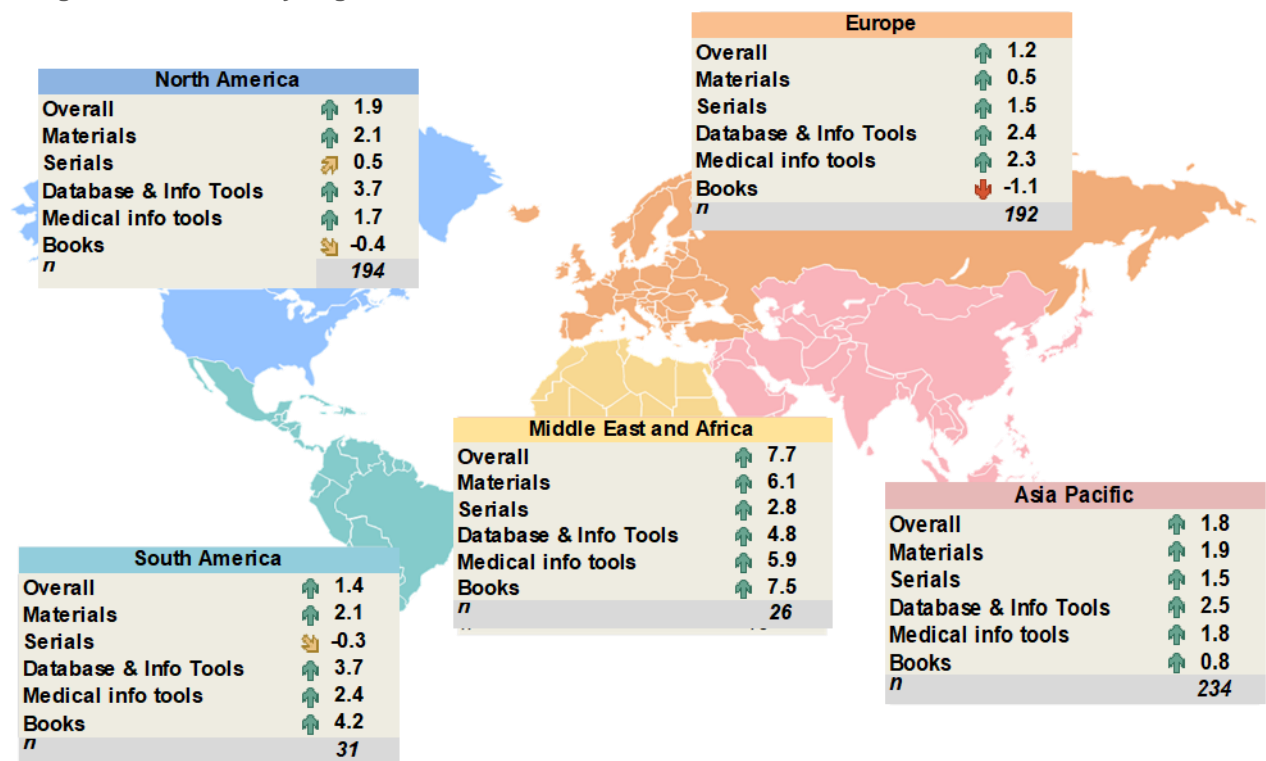 Europe
Overall 1.2
Materials 0.5
Serials 1.5
Database & Info Tools 2.4
Medical info tools 2.3
Books -1.1
n 192
North America
Overall 1.9
Materials 2.1
Serials 0.5
Database & Info Tools 3.7
Medical info tools 1.7
Books -0.4
n 194
Middle East and Africa
Overall 7.7
Materials 6.1
Serials 2.8
Database & Info Tools 4.8
Medical info tools 5.9
Books 7.5
n 26
Asia Pacific
Overall 1.8
Materials 1.9
Serials 1.5
Database & Info Tools 2.5
Medical info tools 1.8
Books 0.8
n 234
South America
Overall 1.4
Materials 2.1
Serials -0.3
Database & Info Tools 3.7
Medical info tools 2.4
Books 4.2
n 31